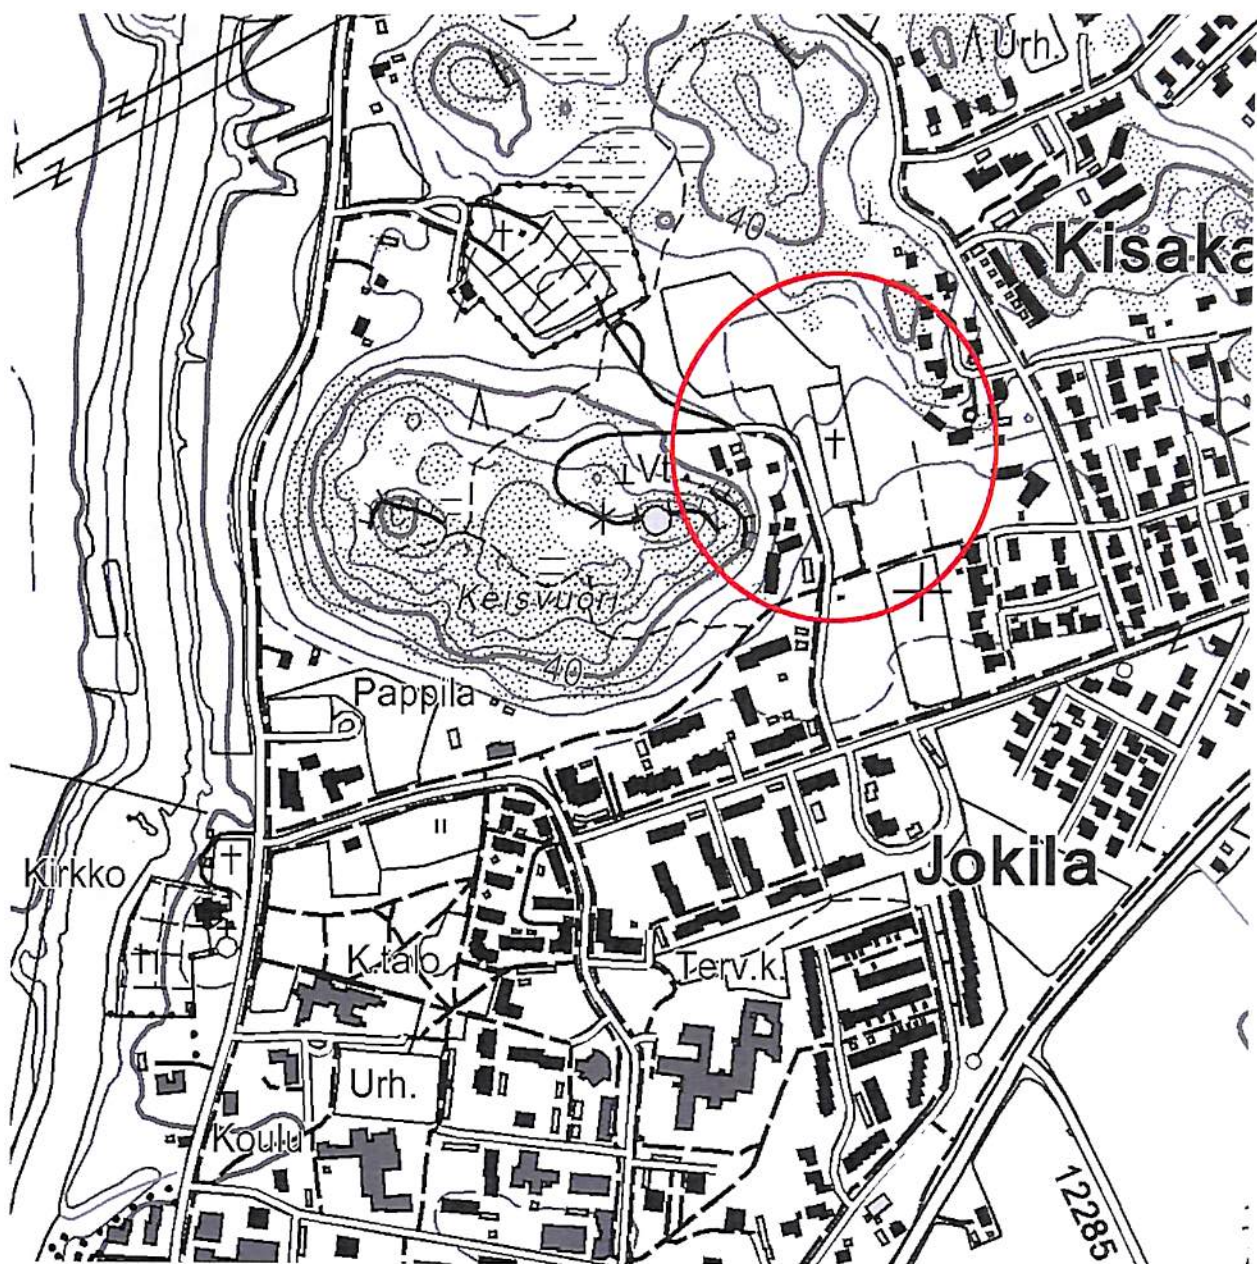 Urh.
40
Kisaka
Vt.
Keisvuori
40
Pappila
Kirkko
Jokila
K.talo
Terv.k.
Urh.
Koulu
12285